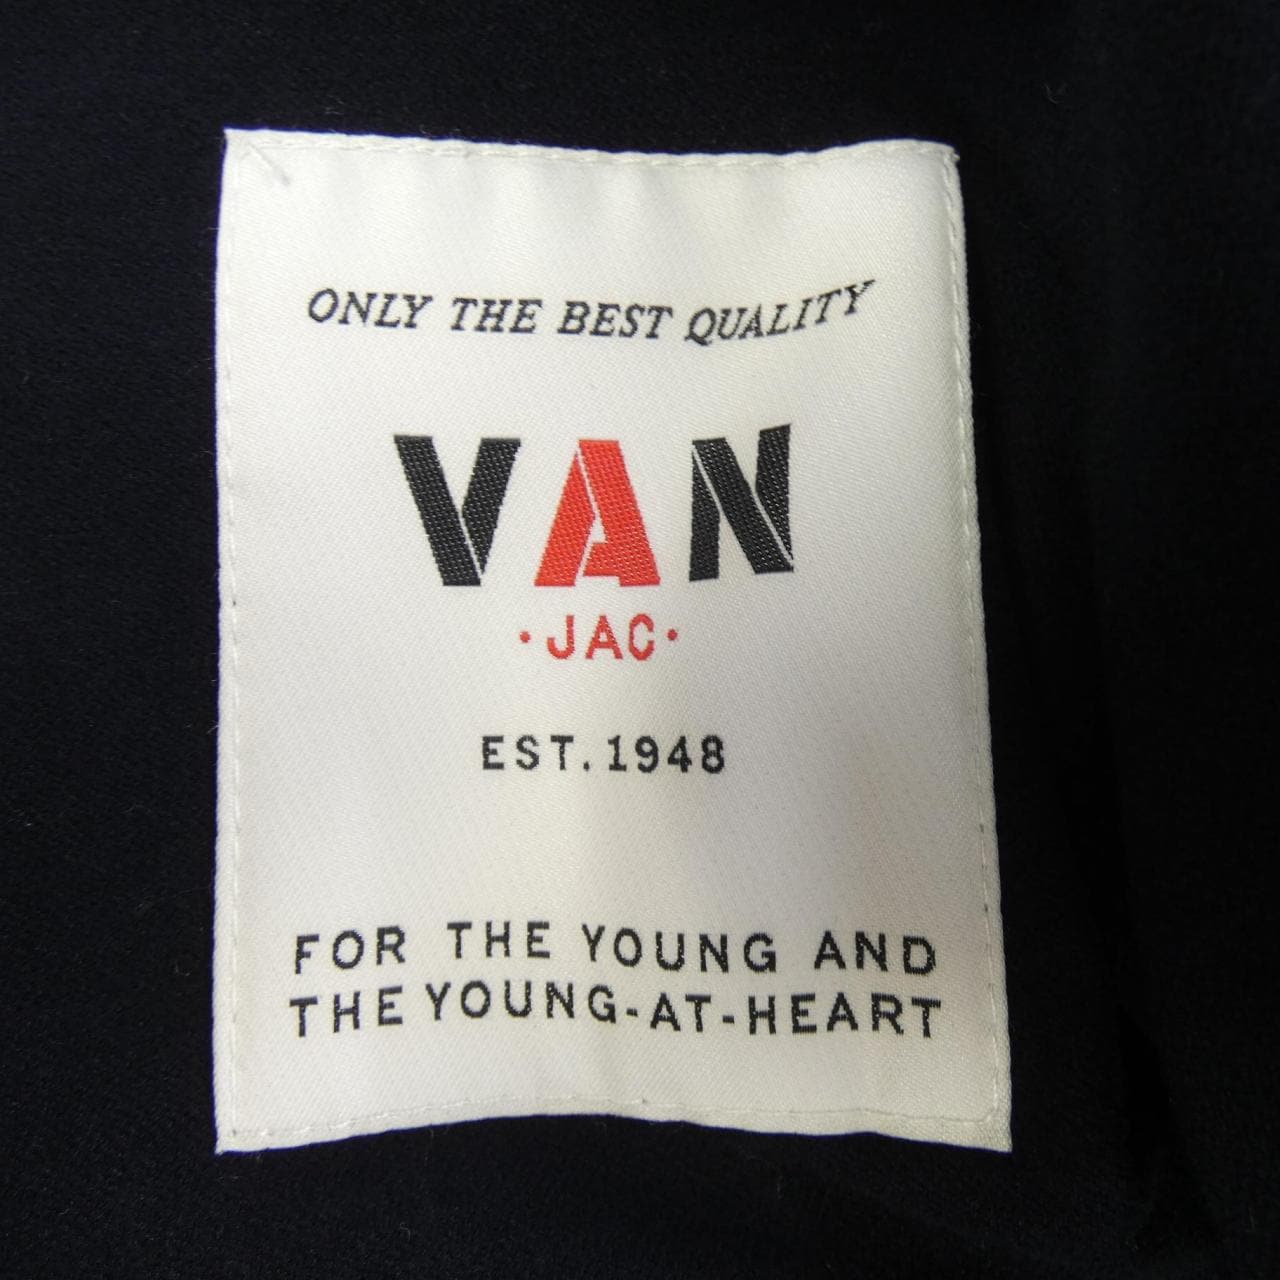 ONLY THE BEST QUALITY
VAN
·JAC·
EST. 1948
FOR THE YOUNG AND
THE YOUNG-AT-HEART